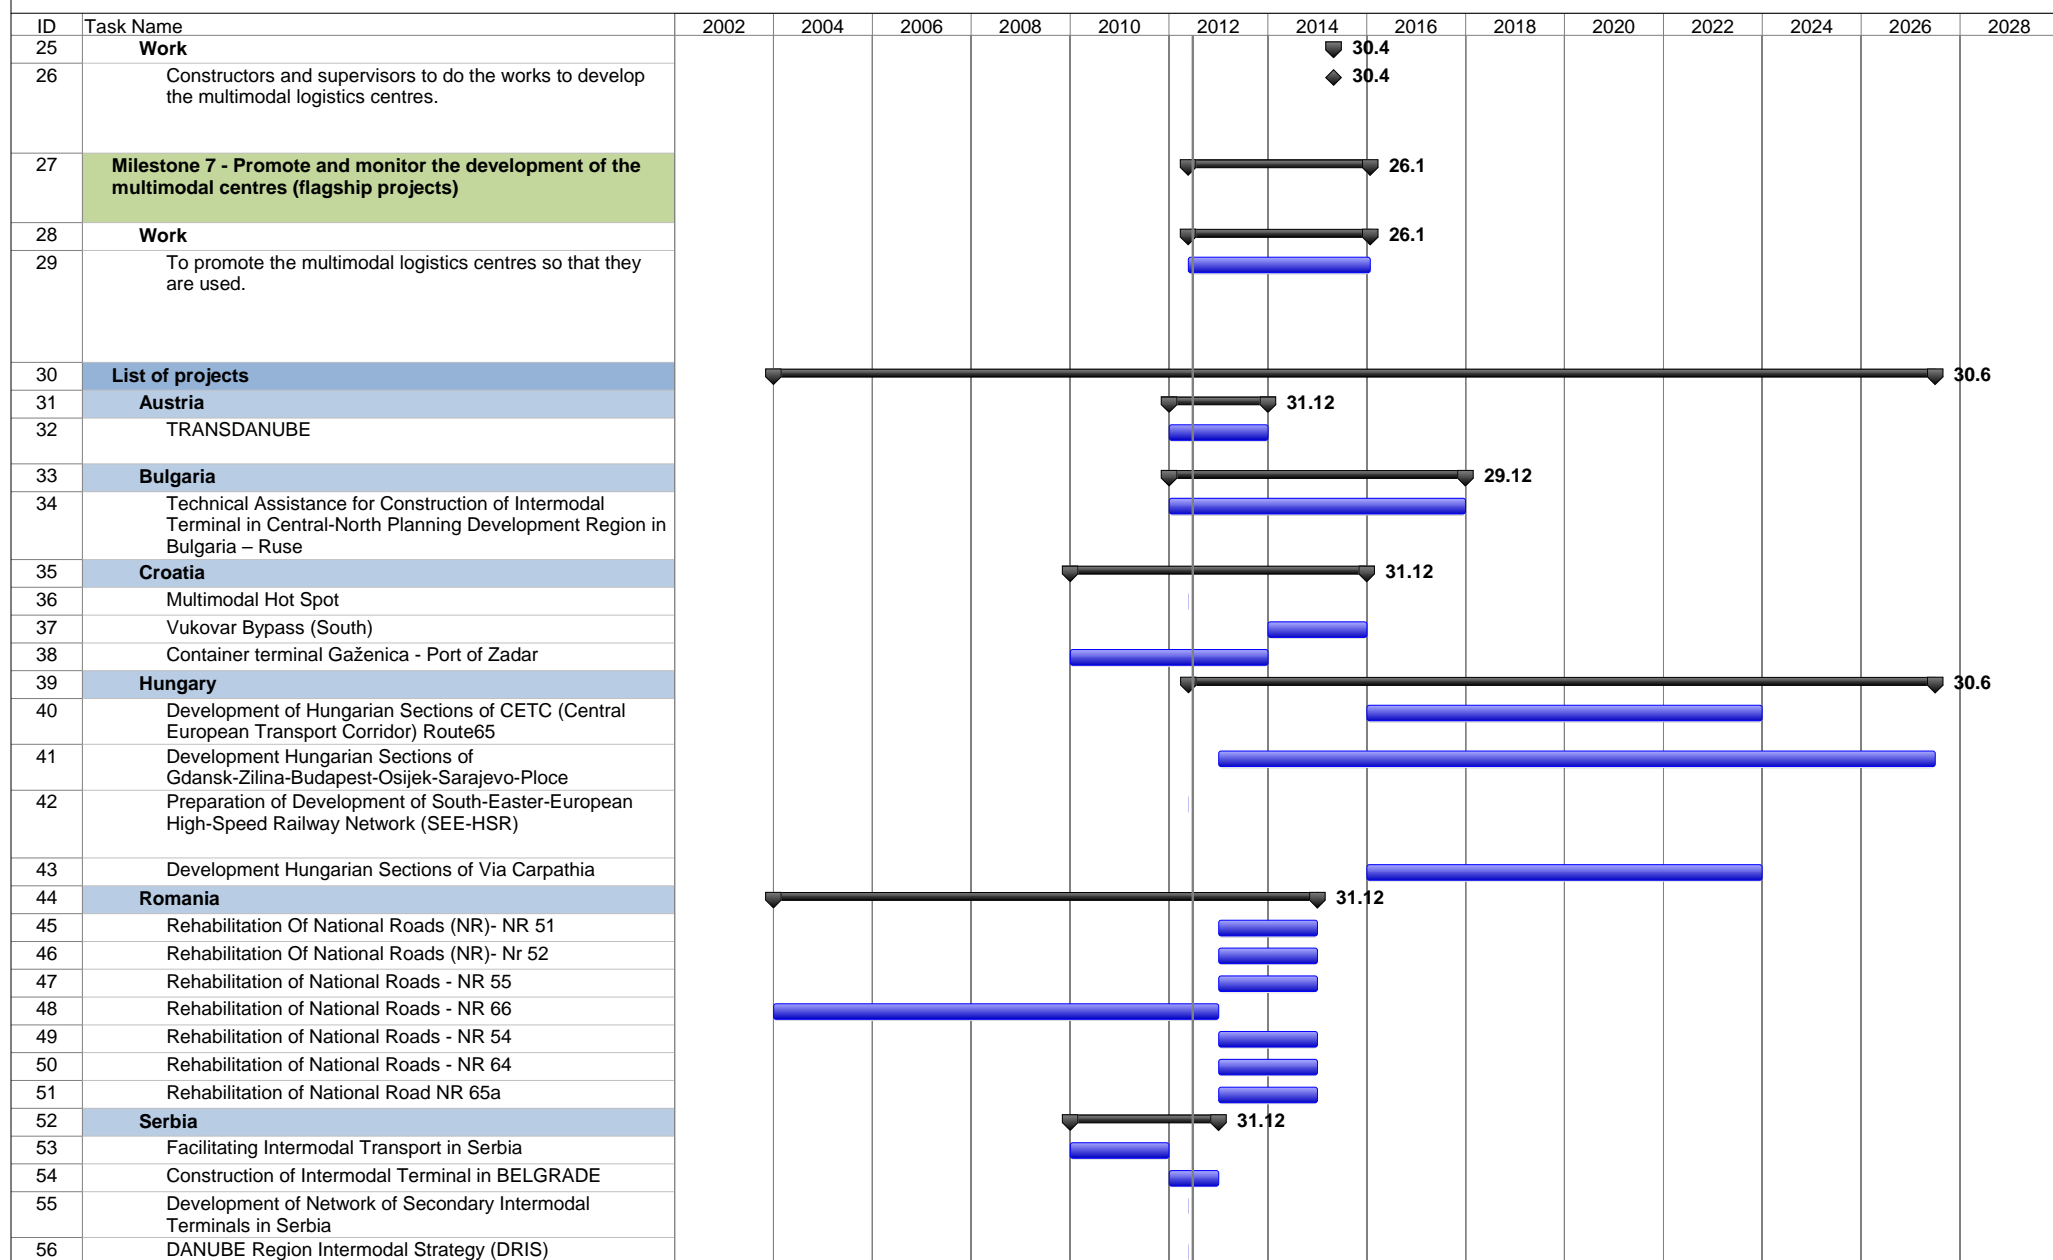 ID Task Name 2002 2004 2006 2008 2010 2012 2014 2016 2018 2020 2022 2024 2026 2028
25 Work 30.4
26 Constructors and supervisors to do the works to develop 30.4
the multimodal logistics centres.
27 Milestone 7 - Promote and monitor the development of the 26.1
multimodal centres (flagship projects)
28 Work 26.1
29 To promote the multimodal logistics centres so that they
are used.
30 List of projects 30.6
31 Austria 31.12
32 TRANSDANUBE
33 Bulgaria 29.12
34 Technical Assistance for Construction of Intermodal
Terminal in Central-North Planning Development Region in
Bulgaria – Ruse
35 Croatia 31.12
36 Multimodal Hot Spot
37 Vukovar Bypass (South)
38 Container terminal Gaženica - Port of Zadar
39 Hungary 30.6
40 Development of Hungarian Sections of CETC (Central
European Transport Corridor) Route65
41 Development Hungarian Sections of
Gdansk-Zilina-Budapest-Osijek-Sarajevo-Ploce
42 Preparation of Development of South-Easter-European
High-Speed Railway Network (SEE-HSR)
43 Development Hungarian Sections of Via Carpathia
44 Romania 31.12
45 Rehabilitation Of National Roads (NR)- NR 51
46 Rehabilitation Of National Roads (NR)- Nr 52
47 Rehabilitation of National Roads - NR 55
48 Rehabilitation of National Roads - NR 66
49 Rehabilitation of National Roads - NR 54
50 Rehabilitation of National Roads - NR 64
51 Rehabilitation of National Road NR 65a
52 Serbia 31.12
53 Facilitating Intermodal Transport in Serbia
54 Construction of Intermodal Terminal in BELGRADE
55 Development of Network of Secondary Intermodal
Terminals in Serbia
56 DANUBE Region Intermodal Strategy (DRIS)